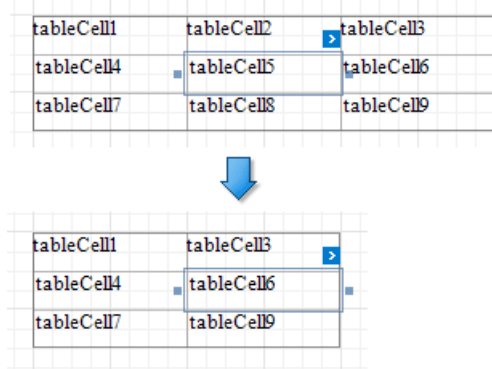 tableCell1 tableCell2 tableCell3
tableCell4 tableCell5 tableCell6
tableCell7 tableCell8 tableCell9
tableCell1 tableCell3
tableCell4 tableCell6
tableCell7 tableCell9